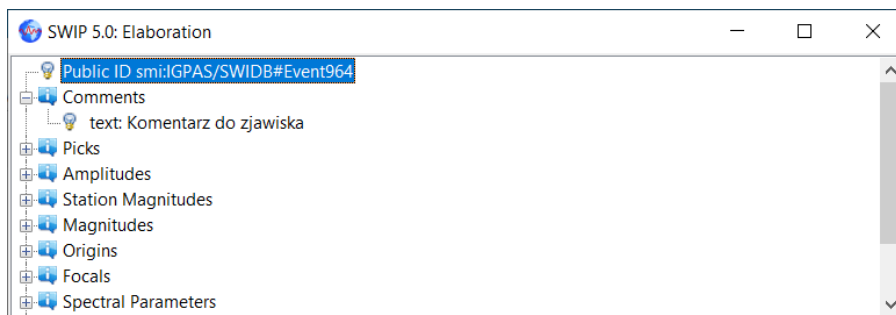 SWIP 5.0: Elaboration
Public ID smi:IGPAS/SWIDB#Event964
Comments
text: Komentarz do zjawiska
Picks
Amplitudes
Station Magnitudes
Magnitudes
Origins
Focals
Spectral Parameters